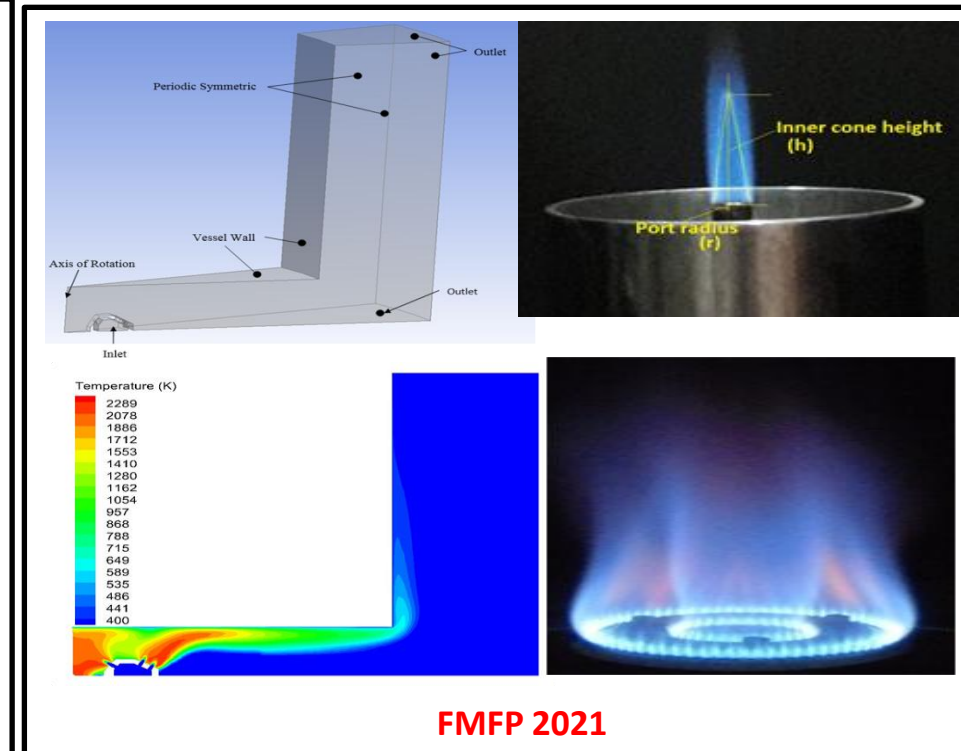 Outlet
Periodic Symmetric
Vessel Wall
Axis of Rotation
Outlet
Inlet
Inner cone height
(h)
Port radius
(r)
Temperature (K)
2289
2078
1886
1712
1553
1410
1280
1162
1054
957
868
788
715
649
589
535
486
441
400
FMFP 2021